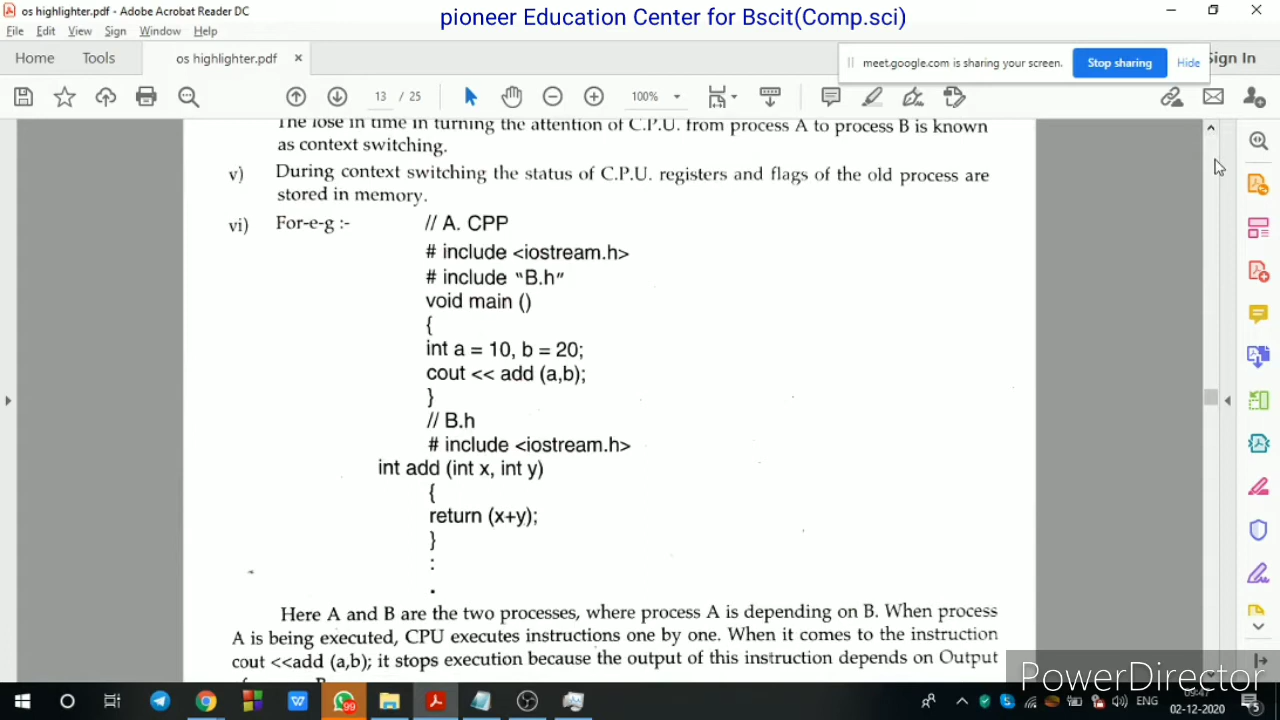 os highlighter.pdf - Adobe Acrobat Reader DC
pioneer Education Center for Bscit(Comp.sci)
File Edit View Sign Window Help
Home Tools os highlighter.pdf ×
meet.google.com is sharing your screen. Stop sharing Hide
Sign In
13 / 25 100%
The lose in time in turning the attention of C.P.U. from process A to process B is known
as context switching.
v) During context switching the status of C.P.U. registers and flags of the old process are
stored in memory.
vi) For-e-g :- // A. CPP
# include <iostream.h>
# include "B.h"
void main ()
{
int a = 10, b = 20;
cout << add (a,b);
}
// B.h
# include <iostream.h>
int add (int x, int y)
{
return (x+y);
}
:
.
Here A and B are the two processes, where process A is depending on B. When process
A is being executed, CPU executes instructions one by one. When it comes to the instruction
cout <<add (a,b); it stops execution because the output of this instruction depends on Output
PowerDirector
99
ENG
09:47
02-12-2020
5